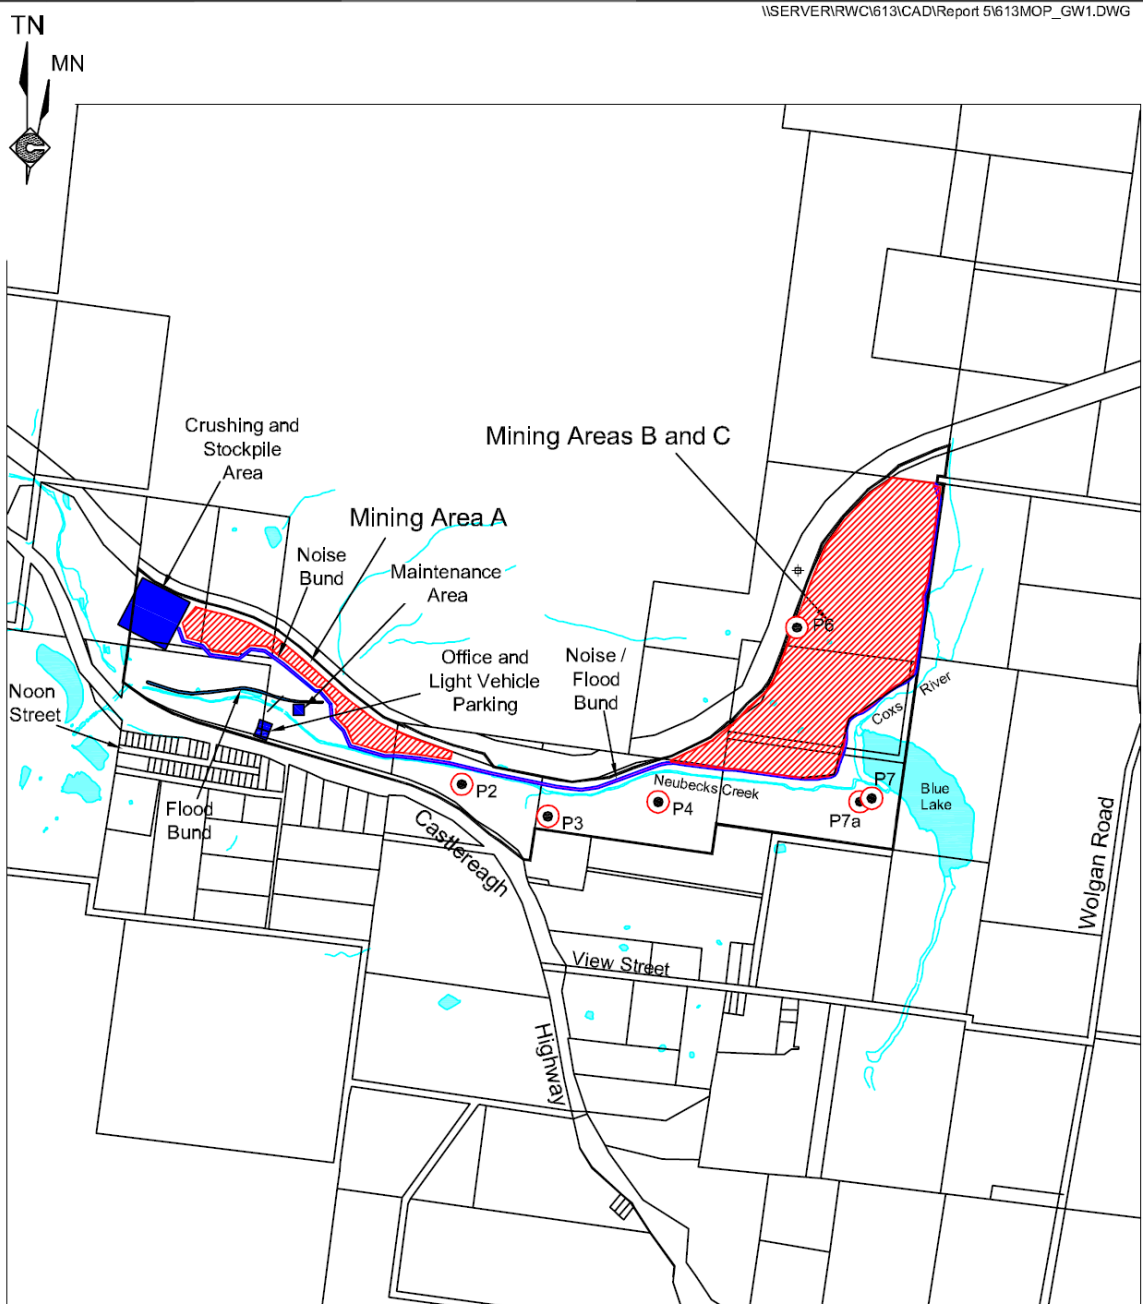 \\SERVER\RWC\613\CAD\Report 5\613MOP_GW1.DWG
TN
MN
Crushing and
Stockpile
Area
Mining Areas B and C
Mining Area A
Noise
Bund
Maintenance
Area
P6
Office and
Light Vehicle
Parking
Noise /
Flood
Bund
Noon
Street
Coxs River
P2
Neubecks Creek
P7
Blue
Lake
P4
P3
P7a
Flood
Bund
Castlereagh
Wolgan Road
View Street
Highway